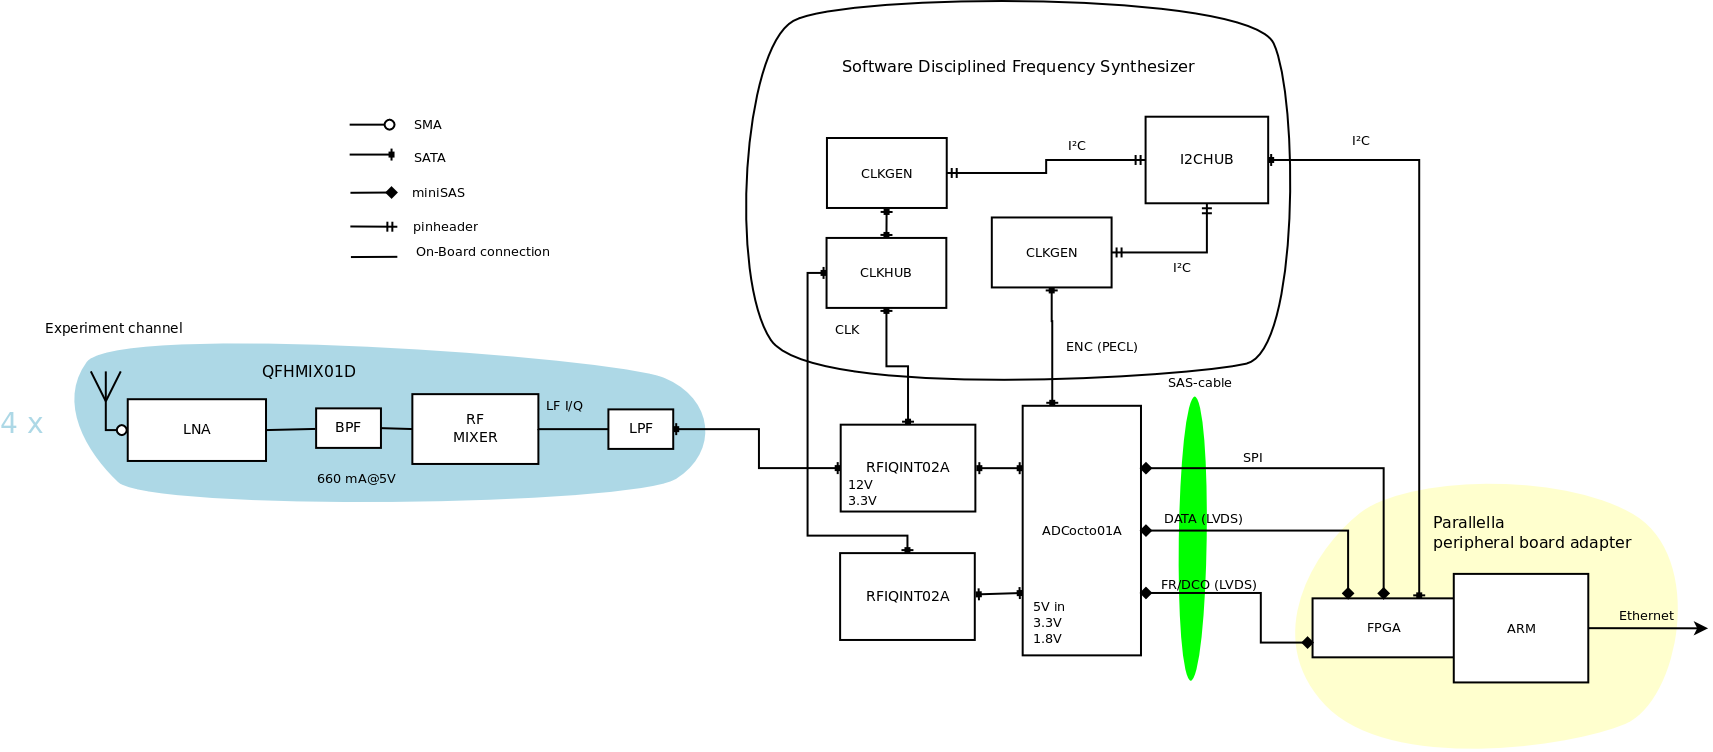 Software Disciplined Frequency Synthesizer
SMA
SATA
miniSAS
pinheader
On-Board connection
CLKGEN
I²C
I2CHUB
I²C
CLKHUB
CLKGEN
I²C
CLK
ENC (PECL)
Experiment channel
QFHMIX01D
4 x
LNA
BPF
RF
MIXER
LF I/Q
LPF
660 mA@5V
RFIQINT02A
12V
3.3V
RFIQINT02A
ADCocto01A
5V in
3.3V
1.8V
SAS-cable
SPI
DATA (LVDS)
FR/DCO (LVDS)
Parallella
peripheral board adapter
FPGA
ARM
Ethernet